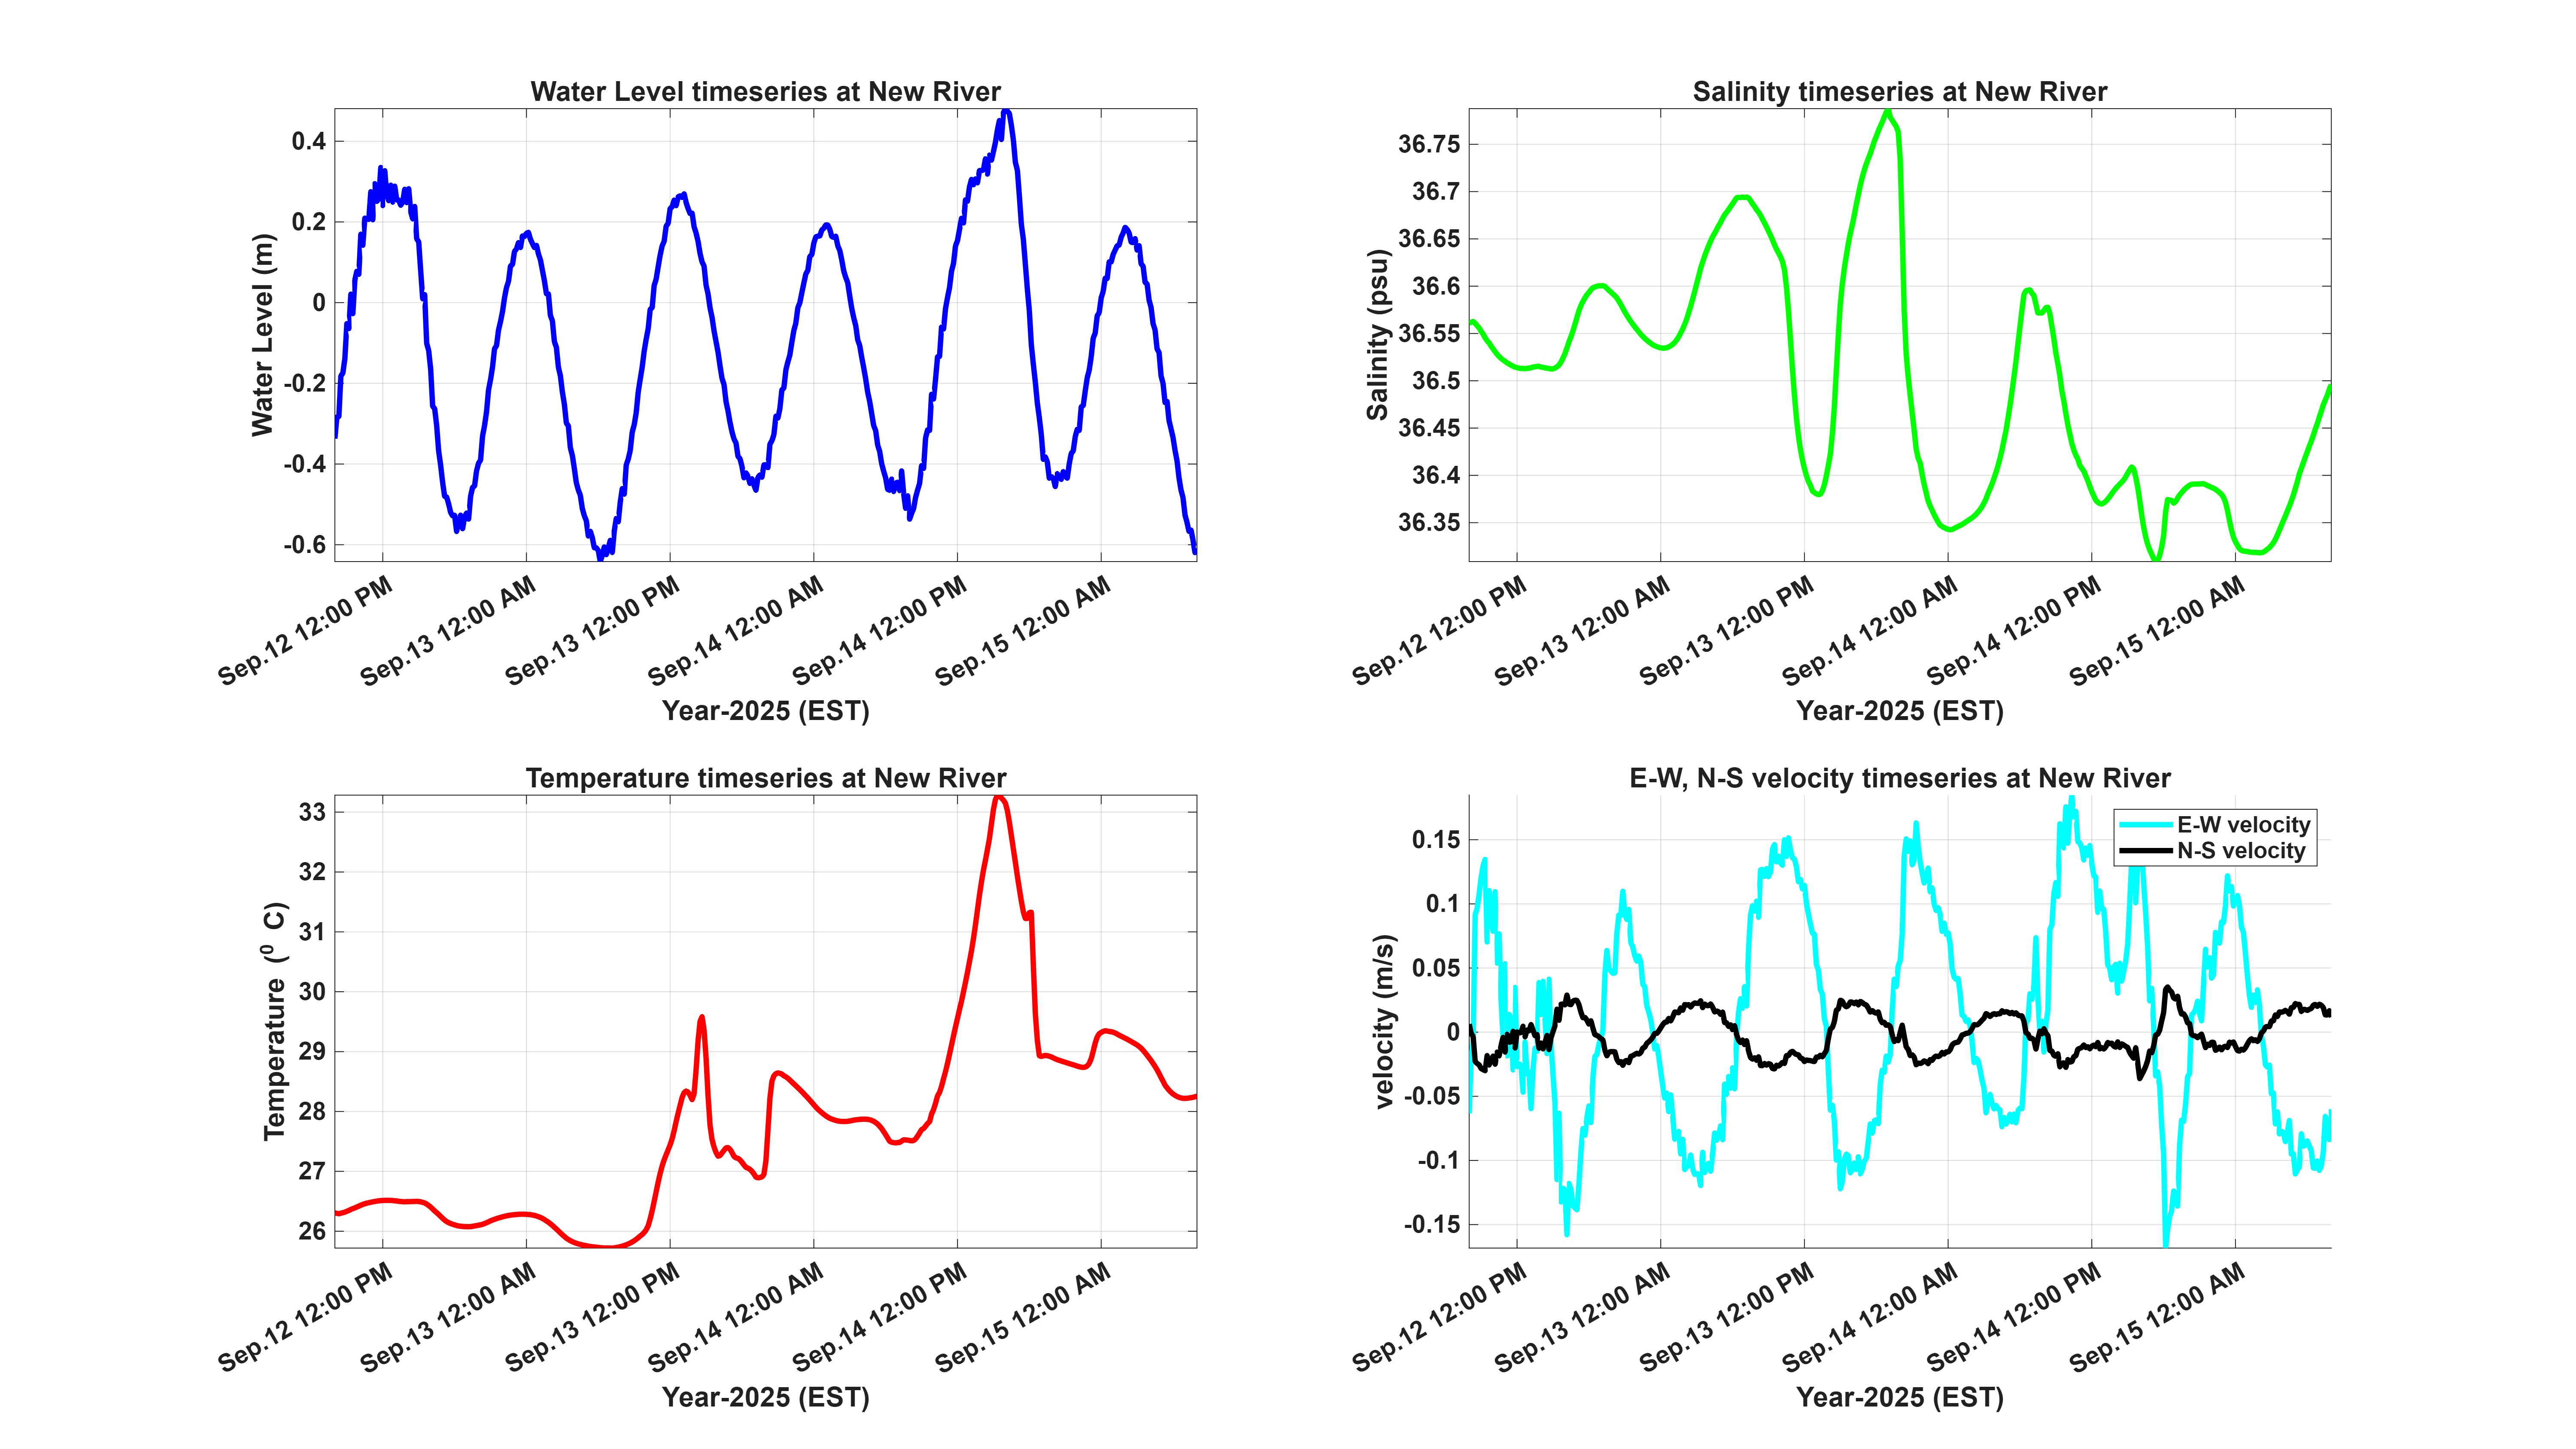 Water Level timeseries at New River
Water Level (m)
0.4
0.2
0
-0.2
-0.4
-0.6
Sep.12 12:00 PM
Sep.13 12:00 AM
Sep.13 12:00 PM
Sep.14 12:00 AM
Sep.14 12:00 PM
Sep.15 12:00 AM
Year-2025 (EST)
Salinity timeseries at New River
Salinity (psu)
36.75
36.7
36.65
36.6
36.55
36.5
36.45
36.4
36.35
Sep.12 12:00 PM
Sep.13 12:00 AM
Sep.13 12:00 PM
Sep.14 12:00 AM
Sep.14 12:00 PM
Sep.15 12:00 AM
Year-2025 (EST)
Temperature timeseries at New River
Temperature (⁰ C)
33
32
31
30
29
28
27
26
Sep.12 12:00 PM
Sep.13 12:00 AM
Sep.13 12:00 PM
Sep.14 12:00 AM
Sep.14 12:00 PM
Sep.15 12:00 AM
Year-2025 (EST)
E-W, N-S velocity timeseries at New River
velocity (m/s)
0.15
0.1
0.05
0
-0.05
-0.1
-0.15
E-W velocity
N-S velocity
Sep.12 12:00 PM
Sep.13 12:00 AM
Sep.13 12:00 PM
Sep.14 12:00 AM
Sep.14 12:00 PM
Sep.15 12:00 AM
Year-2025 (EST)